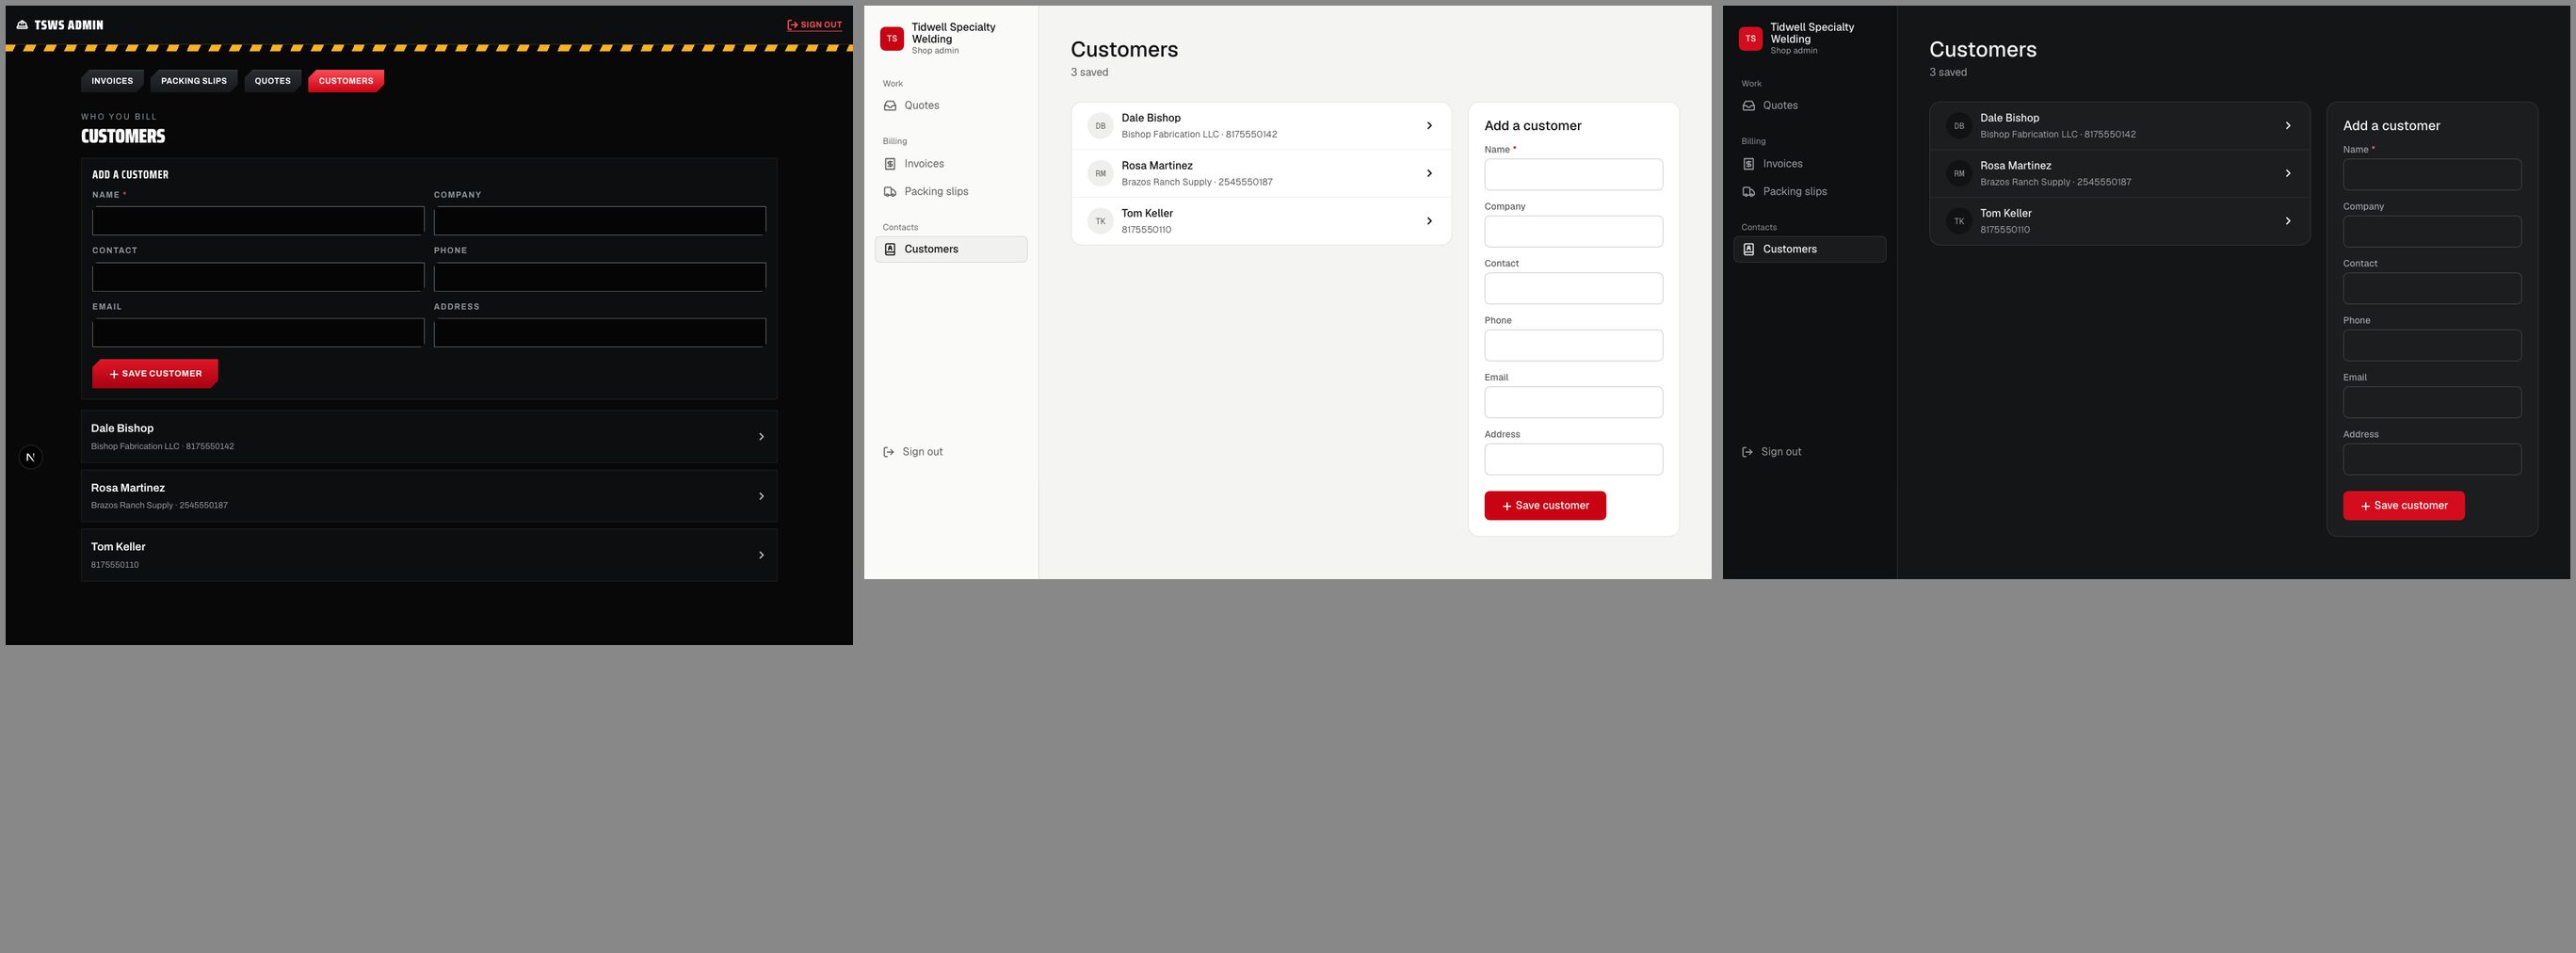 TSWS ADMIN
SIGN OUT
INVOICES
PACKING SLIPS
QUOTES
CUSTOMERS
WHO YOU BILL
CUSTOMERS
ADD A CUSTOMER
NAME *
COMPANY
CONTACT
PHONE
EMAIL
ADDRESS
+ SAVE CUSTOMER
Dale Bishop
Bishop Fabrication LLC · 8175550142
Rosa Martinez
Brazos Ranch Supply · 2545550187
Tom Keller
8175550110
N
TS
Tidwell Specialty
Welding
Shop admin
Work
Quotes
Billing
Invoices
Packing slips
Contacts
Customers
Sign out
Customers
3 saved
DB
Dale Bishop
Bishop Fabrication LLC · 8175550142
RM
Rosa Martinez
Brazos Ranch Supply · 2545550187
TK
Tom Keller
8175550110
Add a customer
Name *
Company
Contact
Phone
Email
Address
+ Save customer
TS
Tidwell Specialty
Welding
Shop admin
Work
Quotes
Billing
Invoices
Packing slips
Contacts
Customers
Sign out
Customers
3 saved
DB
Dale Bishop
Bishop Fabrication LLC · 8175550142
RM
Rosa Martinez
Brazos Ranch Supply · 2545550187
TK
Tom Keller
8175550110
Add a customer
Name *
Company
Contact
Phone
Email
Address
+ Save customer